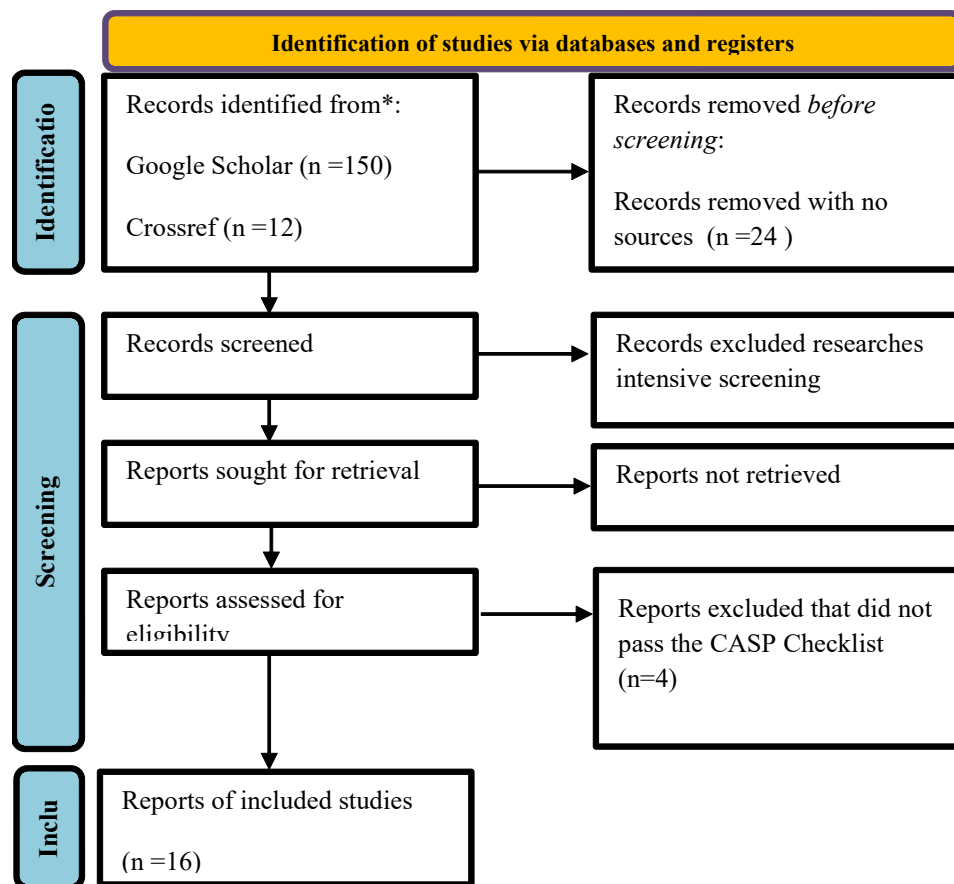 Identification of studies via databases and registers
Identificatio
Records identified from*:
Google Scholar (n =150)
Crossref (n =12)
Records removed before
screening:
Records removed with no
sources (n =24 )
Screening
Records screened
Records excluded researches
intensive screening
Reports sought for retrieval
Reports not retrieved
Reports assessed for
eligibility
Reports excluded that did not
pass the CASP Checklist
(n=4)
Inclu
Reports of included studies
(n =16)